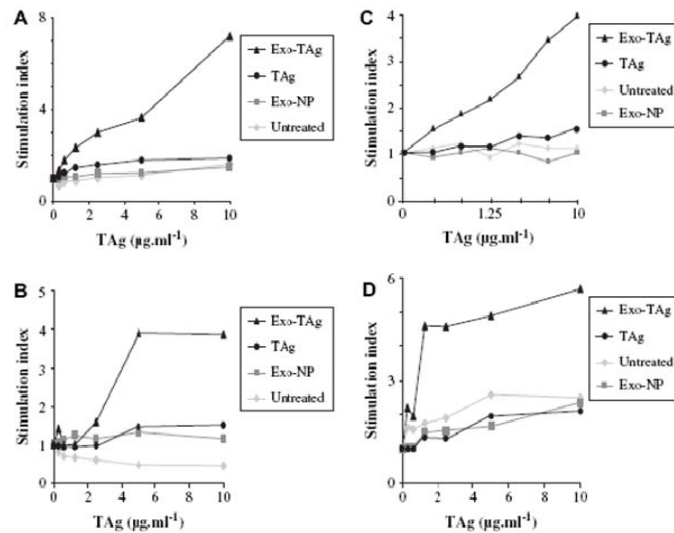 A
8
4
0
Stimulation index
0 2 4 6 8 10
TAg (µg.ml-1)
Exo-TAg
TAg
Exo-NP
Untreated
C
4
3
2
1
0
Stimulation index
0 1.25 10
TAg (µg.ml-1)
Exo-TAg
TAg
Untreated
Exo-NP
B
5
4
3
2
1
0
Stimulation index
0 2 4 6 8 10
TAg (µg.ml-1)
Exo-TAg
TAg
Exo-NP
Untreated
D
6
4
2
0
Stimulation index
0 2 4 6 8 10
TAg (µg.ml-1)
Exo-TAg
TAg
Untreated
Exo-NP